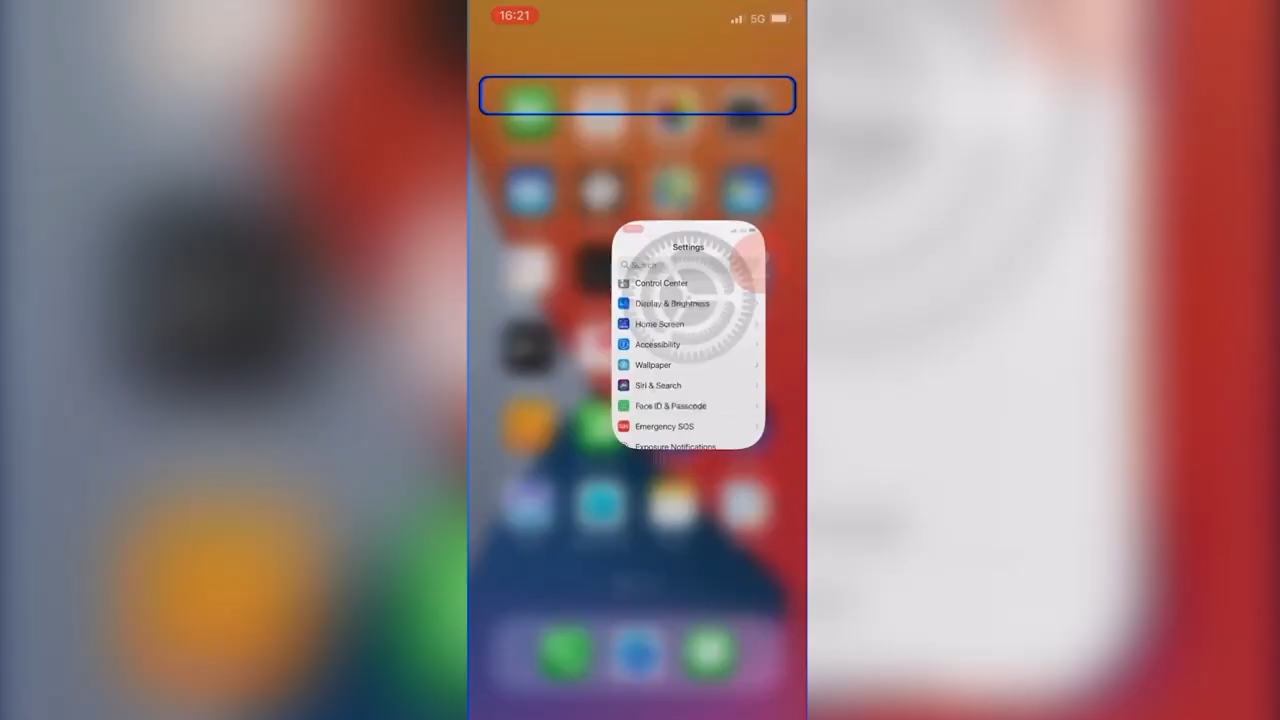 16:21
5G
Settings
Search
Control Center
Display & Brightness
Home Screen
Accessibility
Wallpaper
Siri & Search
Face ID & Passcode
Emergency SOS
Exposure Notifications